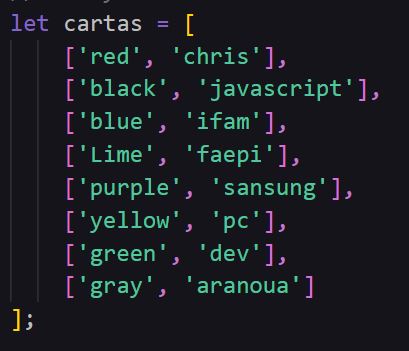 let cartas = [
['red', 'chris'],
['black', 'javascript'],
['blue', 'ifam'],
['Lime', 'faepi'],
['purple', 'sansung'],
['yellow', 'pc'],
['green', 'dev'],
['gray', 'aranoua']
];